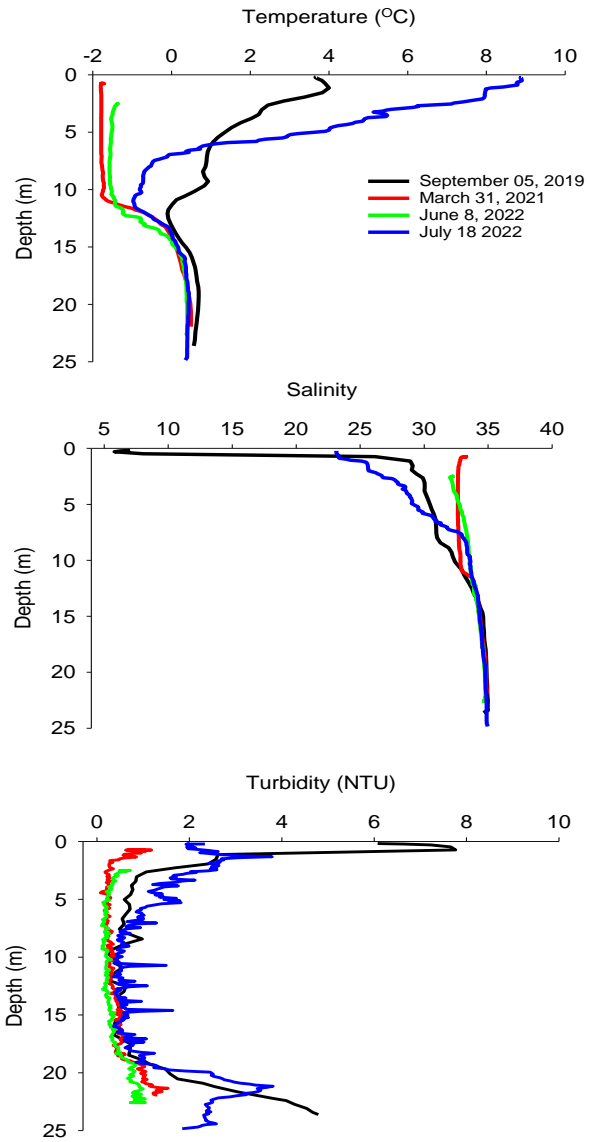 Temperature (OC)
-2 0 2 4 6 8 10
0
5
10
15
20
25
Depth (m)
September 05, 2019
March 31, 2021
June 8, 2022
July 18 2022
Salinity
5 10 15 20 25 30 35 40
0
5
10
15
20
25
Depth (m)
Turbidity (NTU)
0 2 4 6 8 10
0
5
10
15
20
25
Depth (m)